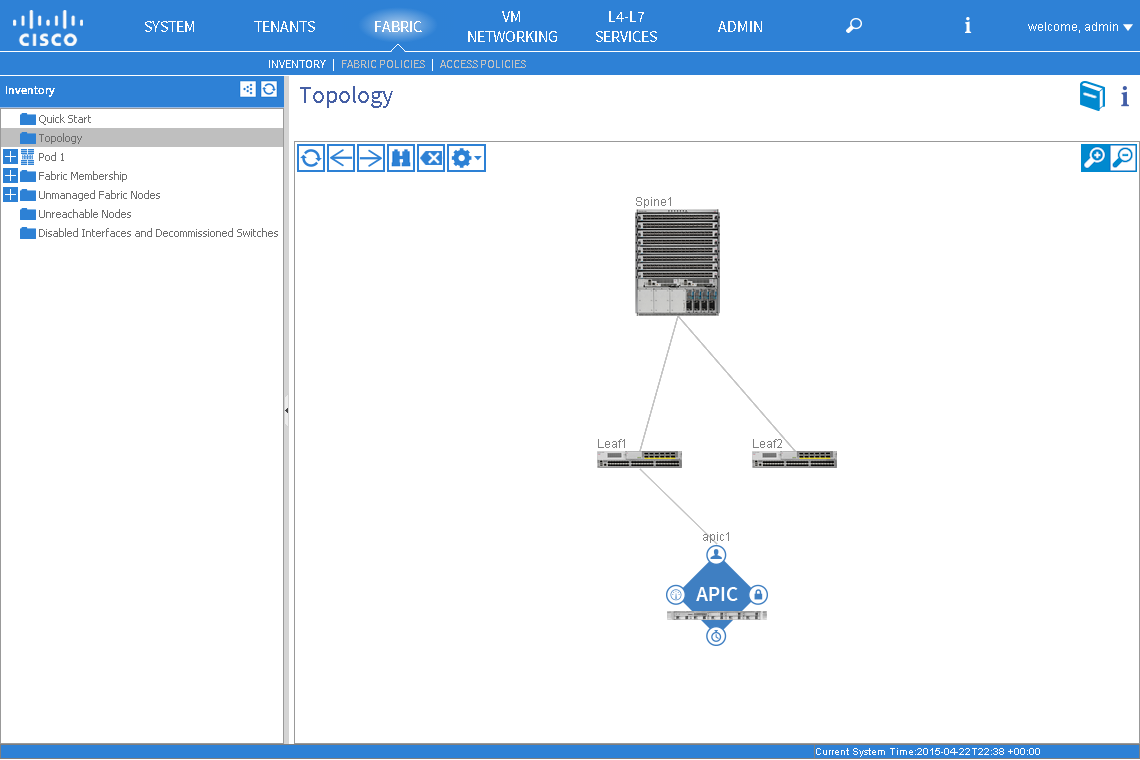 CISCO
SYSTEM
TENANTS
FABRIC
VM
NETWORKING
L4-L7
SERVICES
ADMIN
welcome, admin
INVENTORY | FABRIC POLICIES | ACCESS POLICIES
Inventory
Quick Start
Topology
Pod 1
Fabric Membership
Unmanaged Fabric Nodes
Unreachable Nodes
Disabled Interfaces and Decommissioned Switches
Topology
Spine1
Leaf1
Leaf2
apic1
APIC
Current System Time:2015-04-22T22:38 +00:00